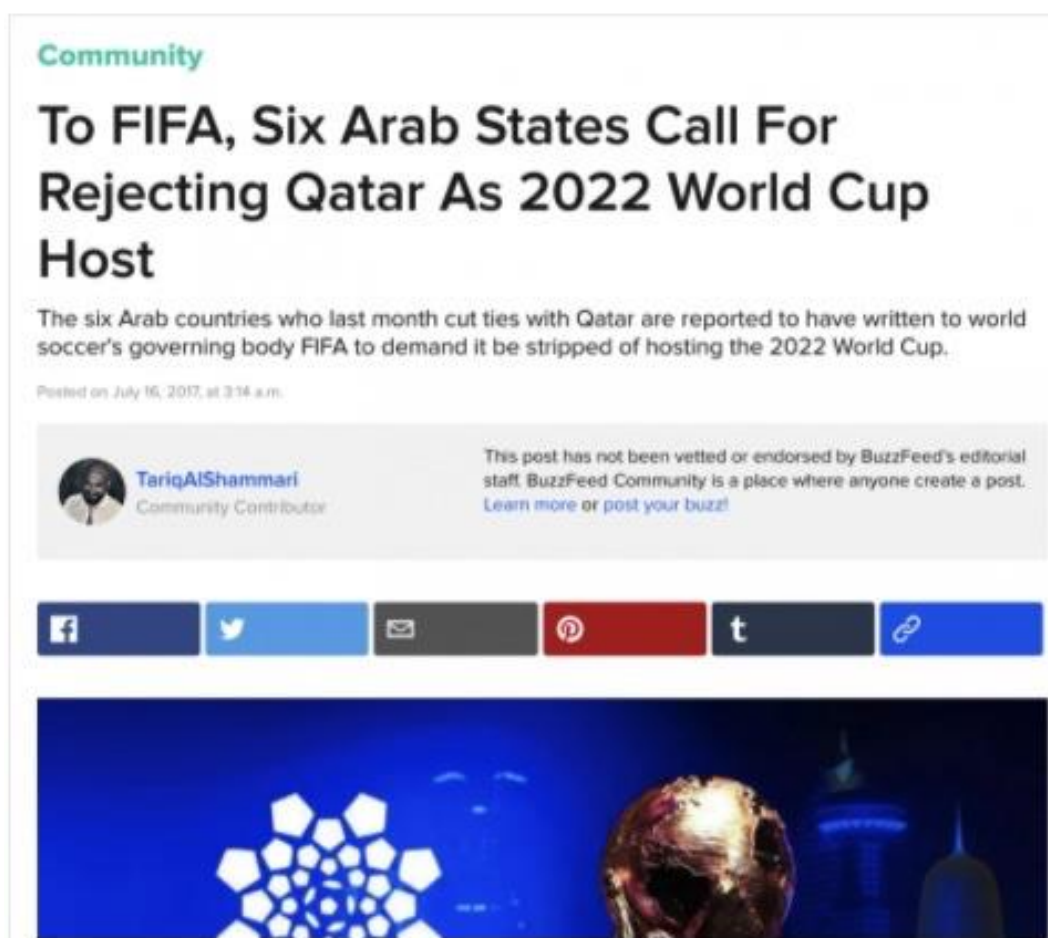 Community
To FIFA, Six Arab States Call For
Rejecting Qatar As 2022 World Cup
Host
The six Arab countries who last month cut ties with Qatar are reported to have written to world
soccer's governing body FIFA to demand it be stripped of hosting the 2022 World Cup.
Posted on July 16, 2017, at 3:14 a.m.
TariqAlShammari
Community Contributor
This post has not been vetted or endorsed by BuzzFeed's editorial
staff. BuzzFeed Community is a place where anyone create a post.
Learn more or post your buzz!